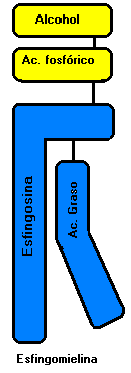 Alcohol
Ac. fosfórico
Esfingosina
Ac. Graso
Esfingomielina